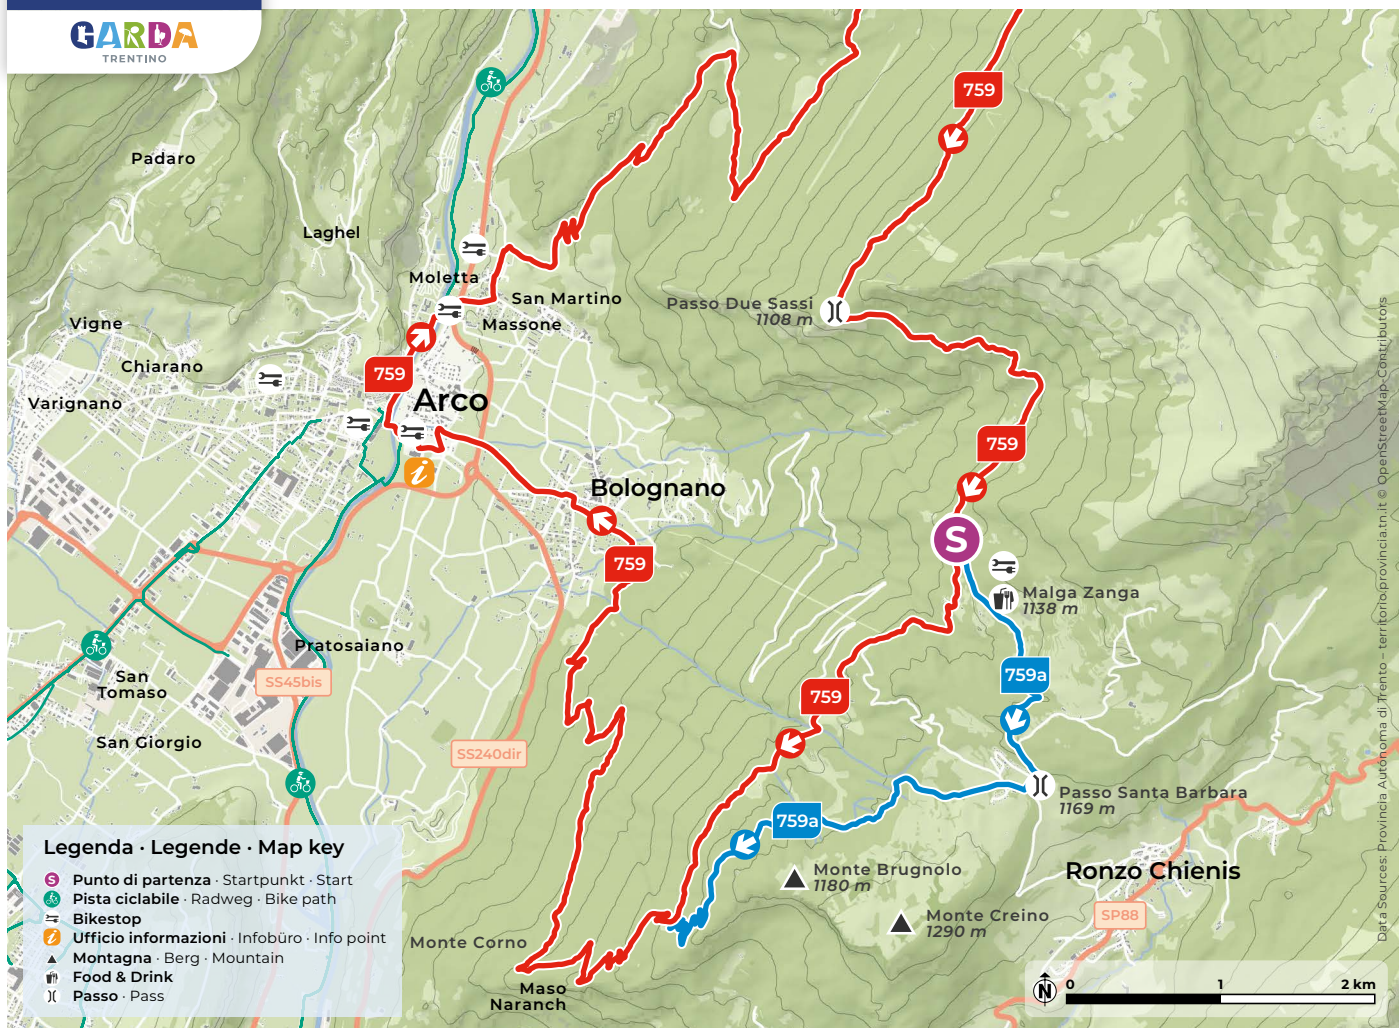 GARDA
TRENTINO
Padaro
Laghel
Moletta
San Martino
Massone
Vigne
Chiarano
Varignano
759
Arco
i
Bolognano
759
759
Passo Due Sassi
1108 m
759
S
Malga Zanga
1138 m
759a
759
759a
Passo Santa Barbara
1169 m
Monte Brugnolo
1180 m
Monte Creino
1290 m
Ronzo Chienis
SP88
Pratosaiano
SS45bis
San
Tomaso
San Giorgio
SS240dir
Monte Corno
Maso
Naranch
Legenda · Legende · Map key
S Punto di partenza · Startpunkt · Start
Pista ciclabile · Radweg · Bike path
Bikestop
i Ufficio informazioni · Infobüro · Info point
Montagna · Berg · Mountain
Food & Drink
Passo · Pass
N
0 1 2 km
Data Sources: Provincia Autonoma di Trento – territorio.provincia.tn.it © OpenStreetMap-Contributors